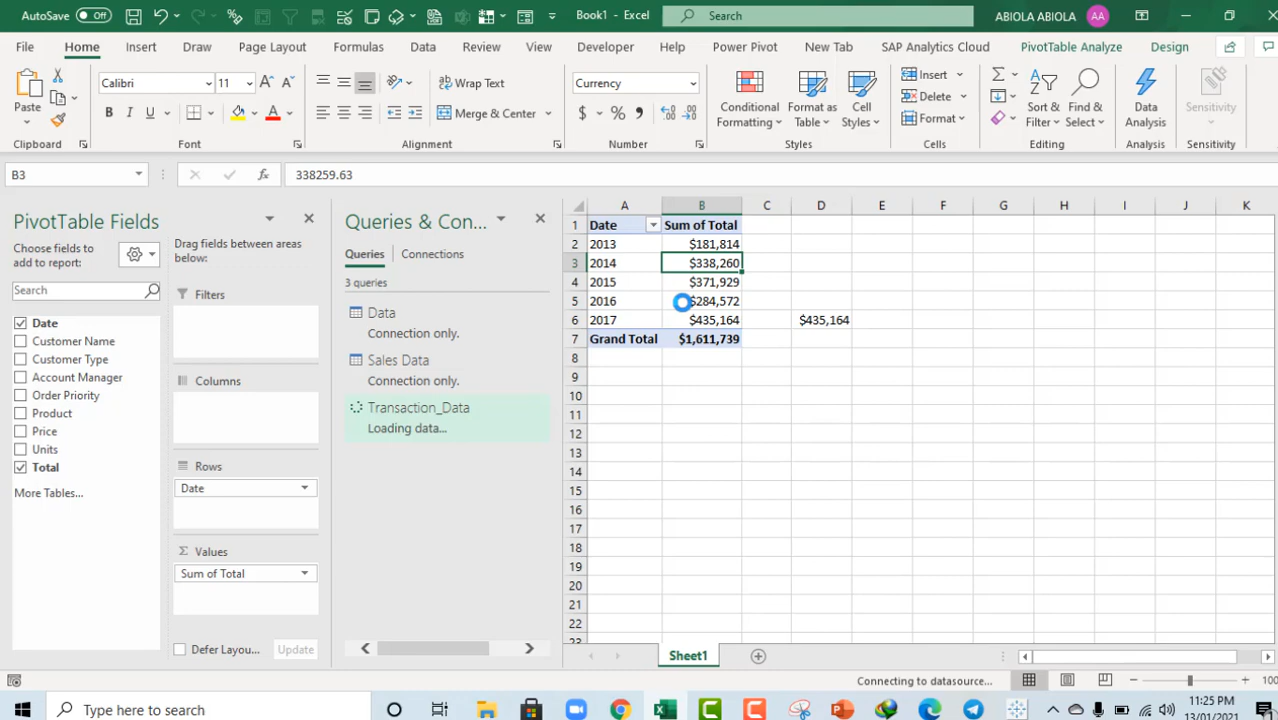 AutoSave Off Book1 - Excel Search ABIOLA ABIOLA AA
File Home Insert Draw Page Layout Formulas Data Review View Developer Help Power Pivot New Tab SAP Analytics Cloud PivotTable Analyze Design
Paste Calibri 11 Wrap Text Currency Conditional Formatting Format as Table Cell Styles Insert Sort & Filter Find & Select Data Analysis Sensitivity
B I U A Merge & Center $ % Delete
Format
Clipboard Font Alignment Number Styles Cells Editing Analysis Sensitivity
B3 fx 338259.63
PivotTable Fields
Choose fields to add to report:
Search
Date
Customer Name
Customer Type
Account Manager
Order Priority
Product
Price
Units
Total
More Tables...
Drag fields between areas below:
Filters
Columns
Rows
Date
Values
Sum of Total
Defer Layou... Update
Queries & Con...
Queries Connections
3 queries
Data
Connection only.
Sales Data
Connection only.
Transaction_Data
Loading data...
A B C D E F G H I J K
1 Date Sum of Total
2 2013 $181,814
3 2014 $338,260
4 2015 $371,929
5 2016 $284,572
6 2017 $435,164 $435,164
7 Grand Total $1,611,739
8
9
10
11
12
13
14
15
16
17
18
19
20
21
22
23
Sheet1
Connecting to datasource... 100
Type here to search 11:25 PM
13/01/2021